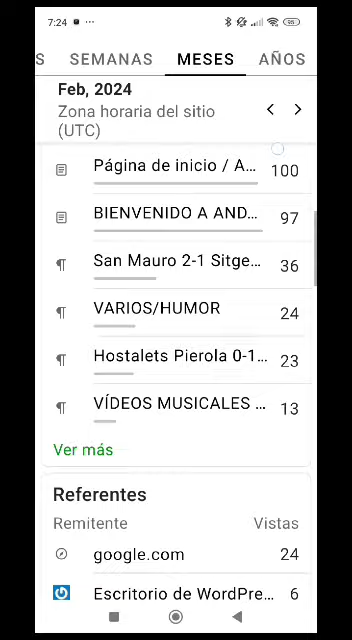 7:24
S SEMANAS MESES AÑOS
Feb, 2024
Zona horaria del sitio
(UTC)
Página de inicio / A... 100
BIENVENIDO A AND... 97
San Mauro 2-1 Sitge... 36
VARIOS/HUMOR 24
Hostalets Pierola 0-1... 23
VÍDEOS MUSICALES ... 13
Ver más
Referentes
Remitente Vistas
google.com 24
Escritorio de WordPre... 6